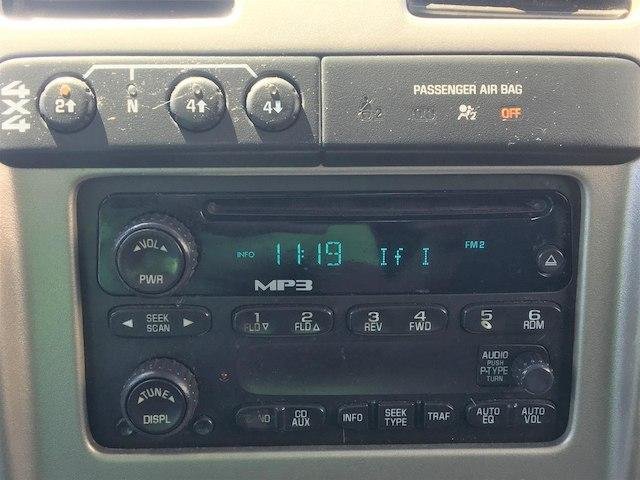 4X4
2↑ N 4↑ 4↓
PASSENGER AIR BAG
2 OFF
VOL
PWR
INFO 11:19 If I FM2
MP3
SEEK
SCAN
1 2 3 4 5 6
FLD▽ FLD△ REV FWD RDM
AUDIO
PUSH
P-TYPE
TURN
TUNE
DISPL
CD
AUX
INFO
SEEK
TYPE
TRAF
AUTO
EQ
AUTO
VOL